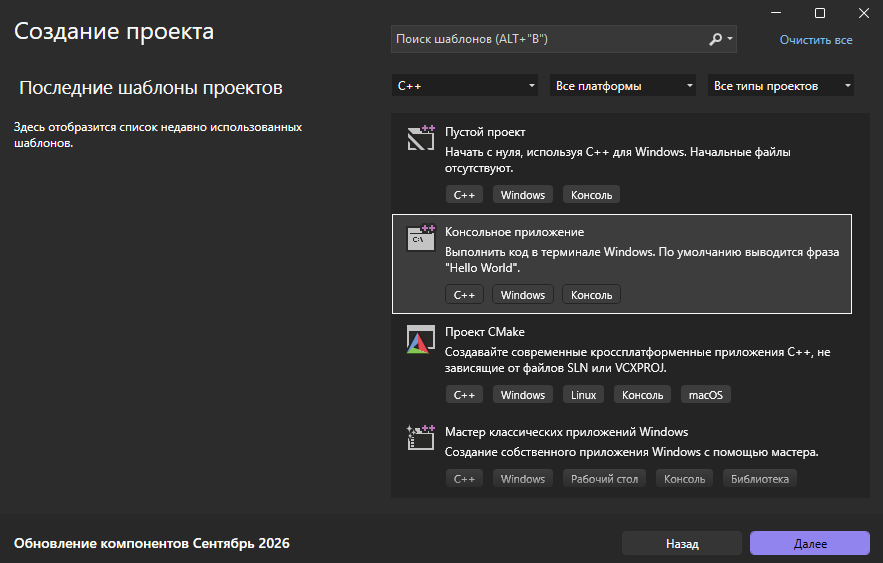 Создание проекта
Поиск шаблонов (ALT+"В")
Очистить все
Последние шаблоны проектов
Здесь отобразится список недавно использованных
шаблонов.
C++
Все платформы
Все типы проектов
Пустой проект
Начать с нуля, используя C++ для Windows. Начальные файлы
отсутствуют.
C++ Windows Консоль
C:\
Консольное приложение
Выполнить код в терминале Windows. По умолчанию выводится фраза
"Hello World".
C++ Windows Консоль
Проект CMake
Создавайте современные кроссплатформенные приложения C++, не
зависящие от файлов SLN или VCXPROJ.
C++ Windows Linux Консоль macOS
Мастер классических приложений Windows
Создание собственного приложения Windows с помощью мастера.
C++ Windows Рабочий стол Консоль Библиотека
Обновление компонентов Сентябрь 2026
Назад
Далее